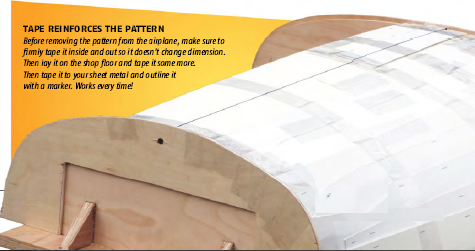 TAPE REINFORCES THE PATTERN
Before removing the pattern from the airplane, make sure to
firmly tape it inside and out so it doesn't change dimension.
Then lay it on the shop floor and tape it some more.
Then tape it to your sheet metal and outline it
with a marker. Works every time!